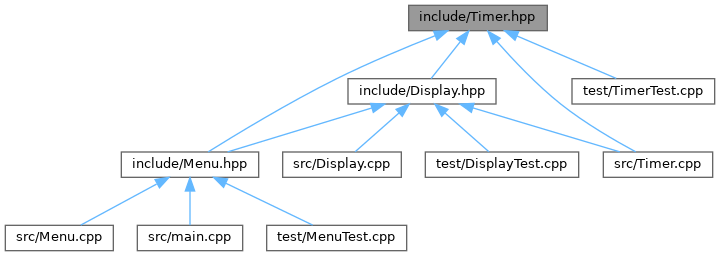 include/Timer.hpp
include/Display.hpp
test/TimerTest.cpp
include/Menu.hpp
src/Display.cpp
test/DisplayTest.cpp
src/Timer.cpp
src/Menu.cpp
src/main.cpp
test/MenuTest.cpp